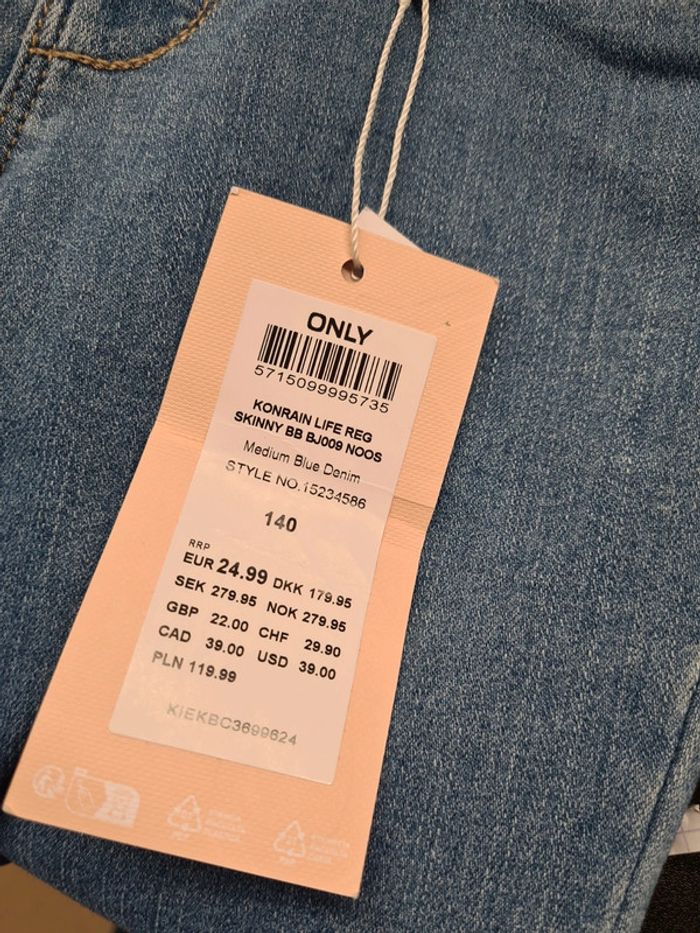 ONLY
5715099995735
KONRAIN LIFE REG
SKINNY BB BJ009 NOOS
Medium Blue Denim
STYLE NO.15234586
140
RRP
EUR 24.99 DKK 179.95
SEK 279.95 NOK 279.95
GBP 22.00 CHF 29.90
CAD 39.00 USD 39.00
PLN 119.99
KIEKBC3699624